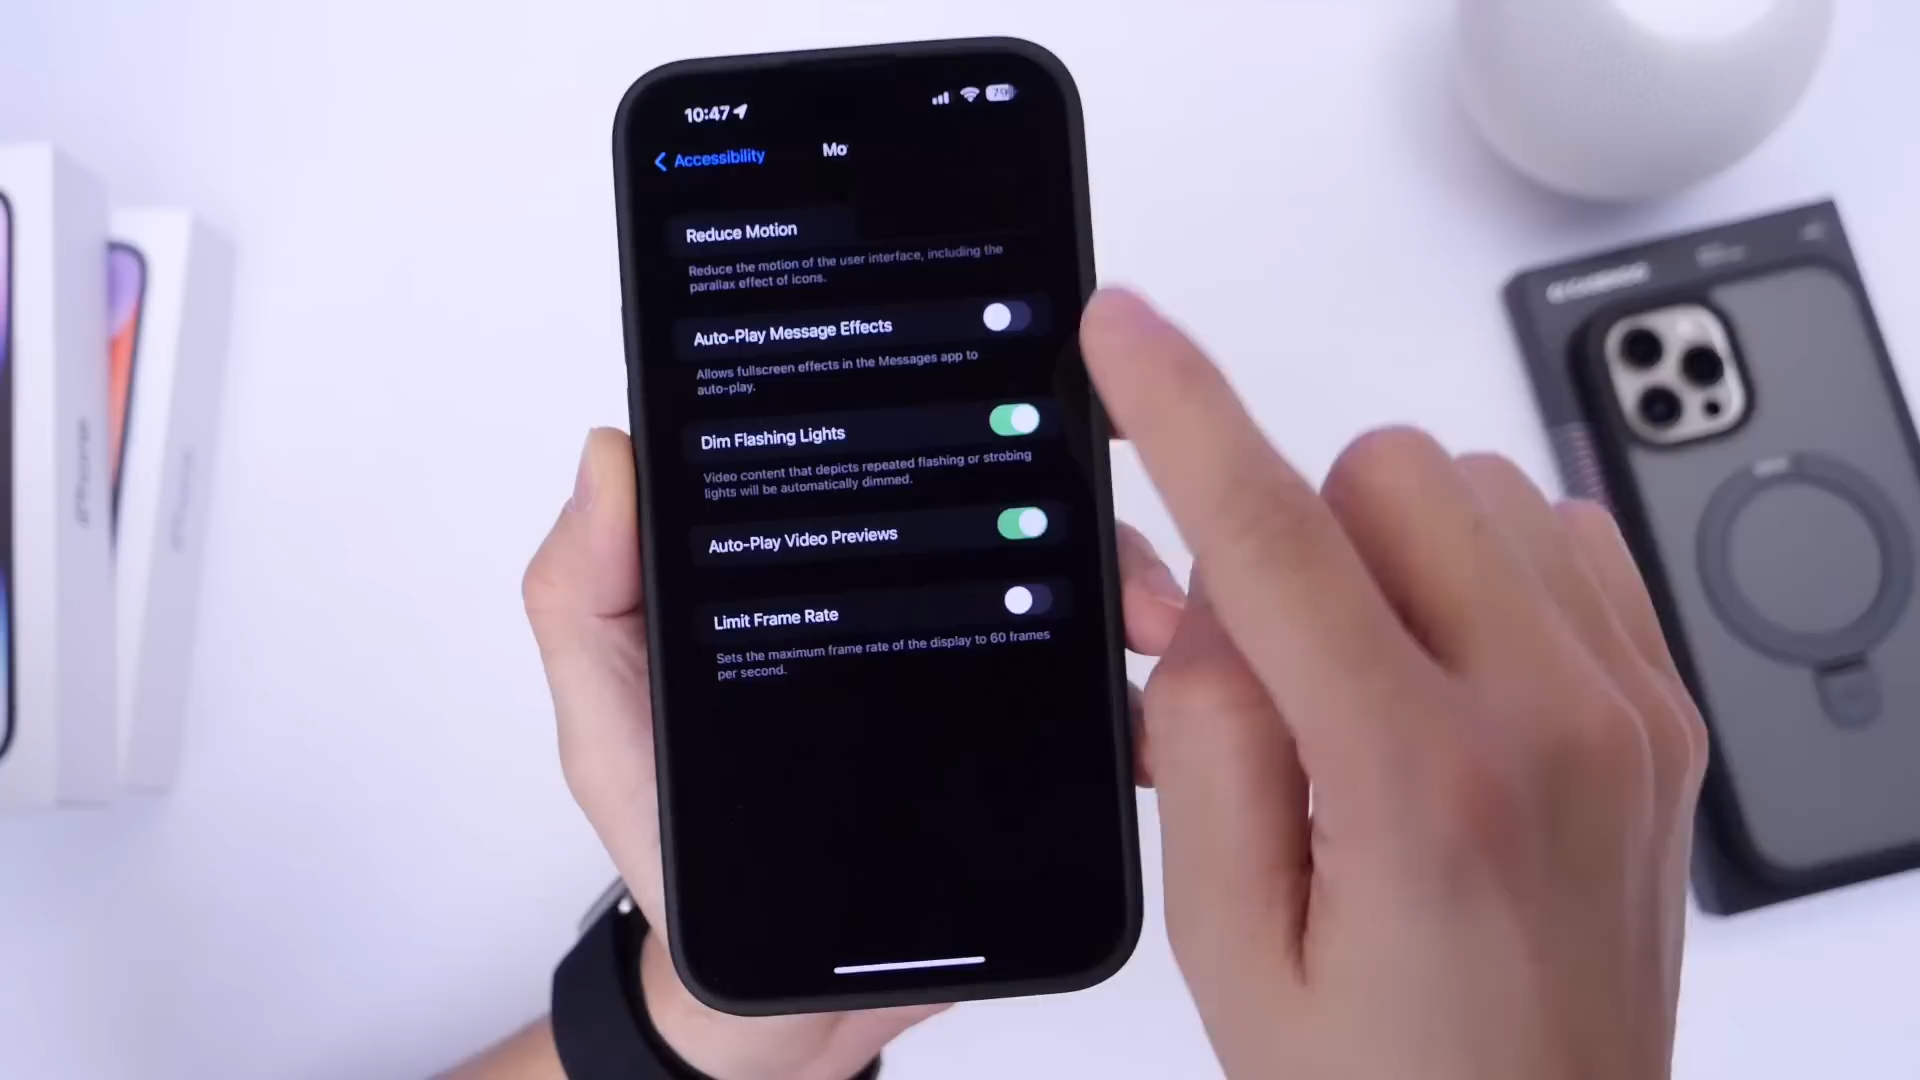 10:47
79
Accessibility
Mo
Reduce Motion
Reduce the motion of the user interface, including the
parallax effect of icons.
Auto-Play Message Effects
Allows fullscreen effects in the Messages app to
auto-play.
Dim Flashing Lights
Video content that depicts repeated flashing or strobing
lights will be automatically dimmed.
Auto-Play Video Previews
Limit Frame Rate
Sets the maximum frame rate of the display to 60 frames
per second.
iPhone
iPhone